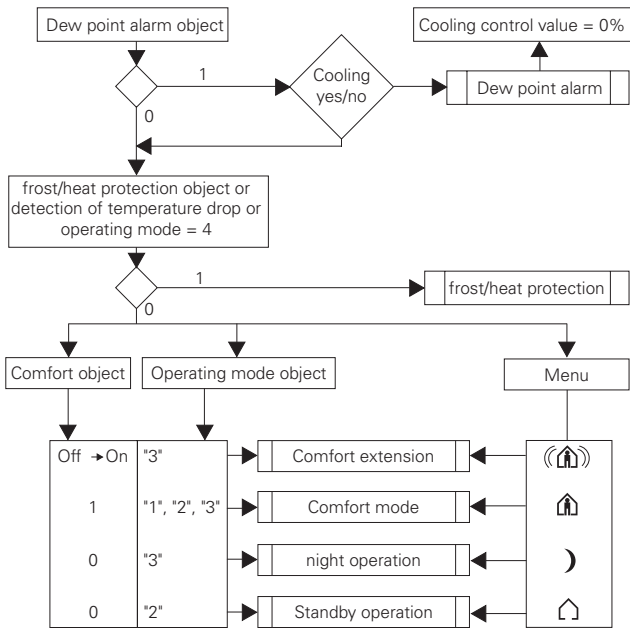 Dew point alarm object
Cooling control value = 0%
1
Cooling
yes/no
Dew point alarm
0
frost/heat protection object or
detection of temperature drop or
operating mode = 4
1
frost/heat protection
0
Comfort object
Operating mode object
Menu
Off → On "3" Comfort extension
1 "1", "2", "3" Comfort mode
0 "3" night operation
0 "2" Standby operation